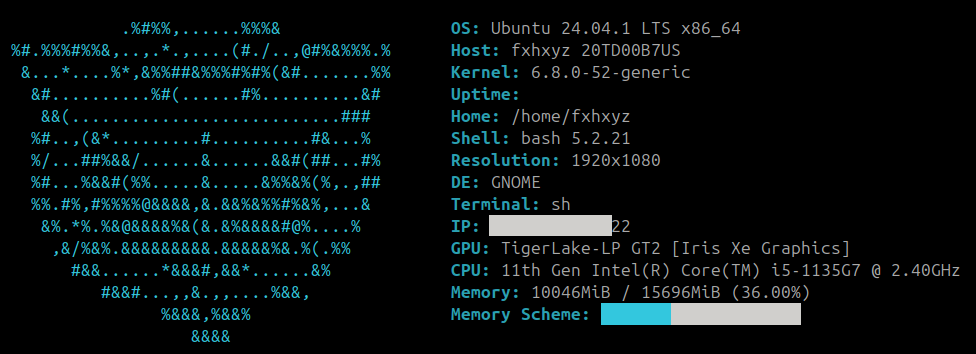 OS: Ubuntu 24.04.1 LTS x86_64
Host: fxhxyz 20TD00B7US
Kernel: 6.8.0-52-generic
Uptime:
Home: /home/fxhxyz
Shell: bash 5.2.21
Resolution: 1920x1080
DE: GNOME
Terminal: sh
IP: 22
GPU: TigerLake-LP GT2 [Iris Xe Graphics]
CPU: 11th Gen Intel(R) Core(TM) i5-1135G7 @ 2.40GHz
Memory: 10046MiB / 15696MiB (36.00%)
Memory Scheme: